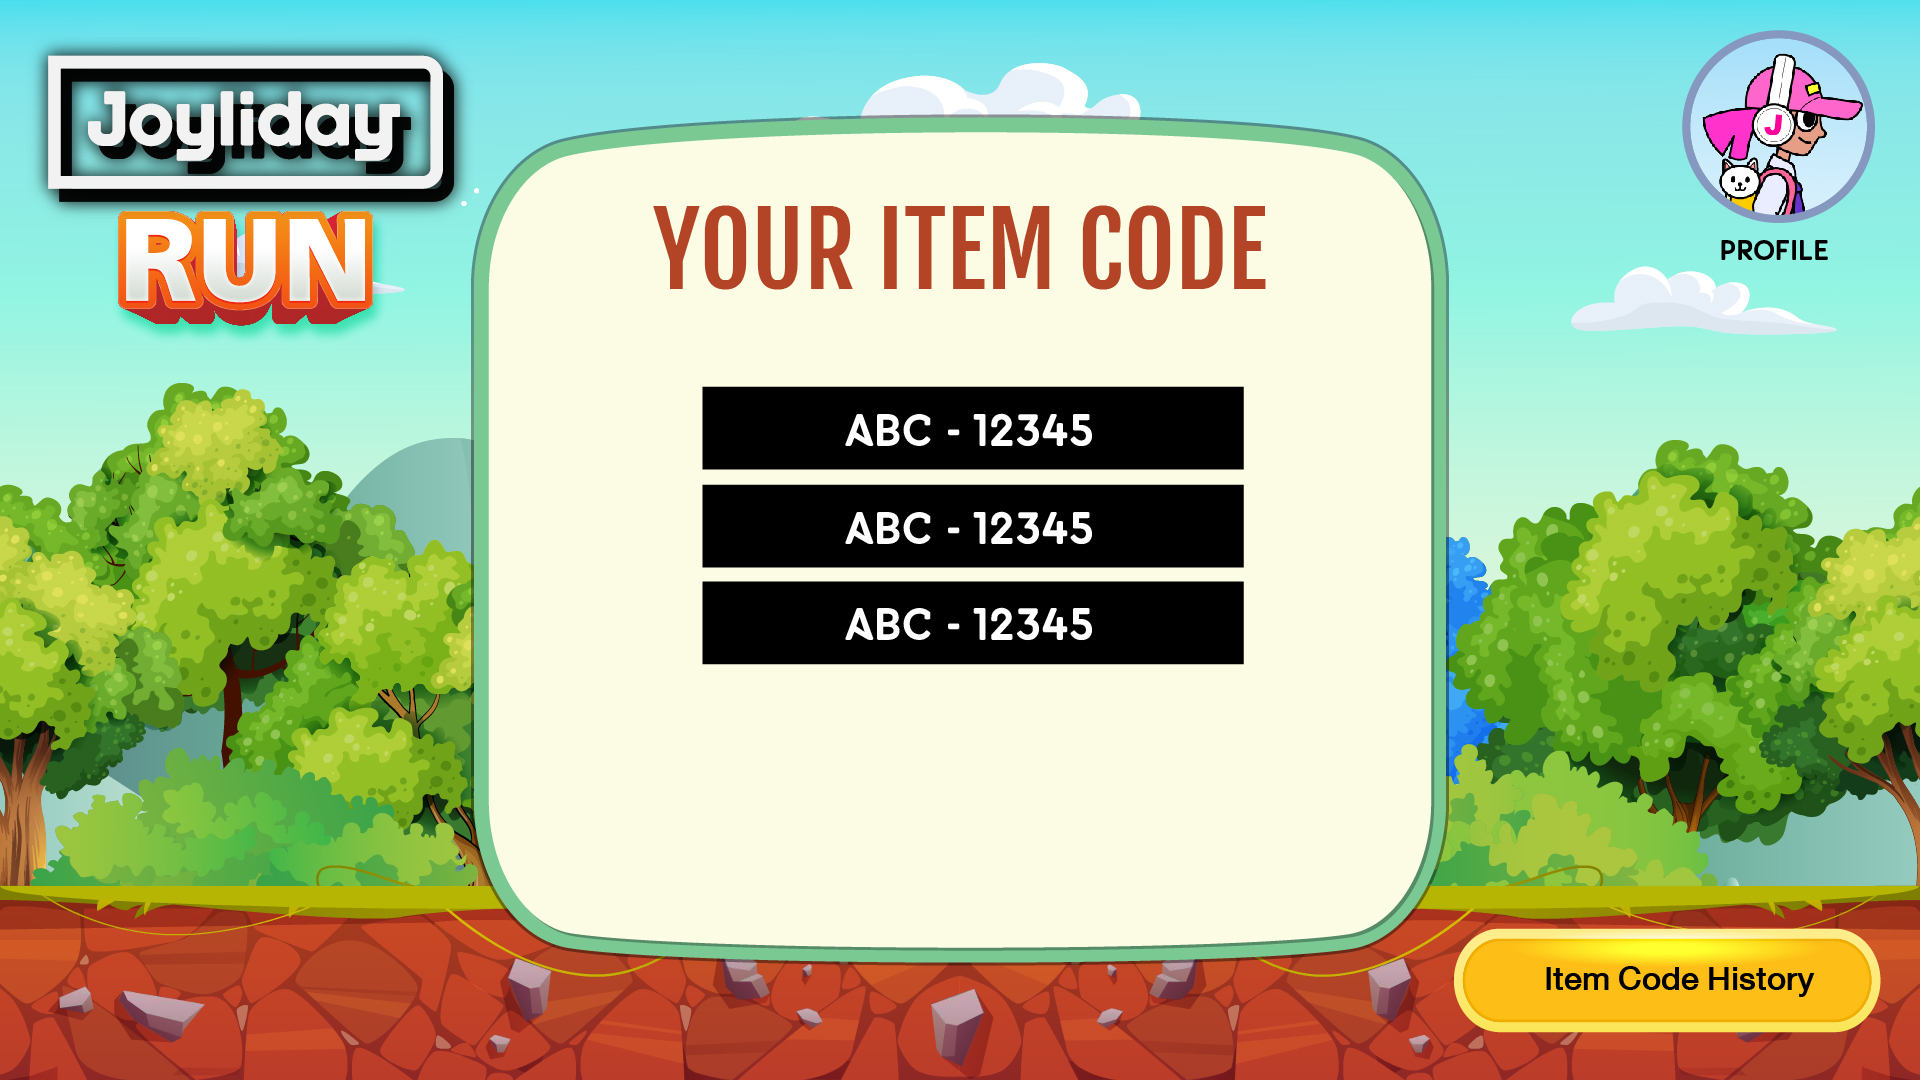 Joyliday
RUN
PROFILE
YOUR ITEM CODE
ABC - 12345
ABC - 12345
ABC - 12345
Item Code History
J